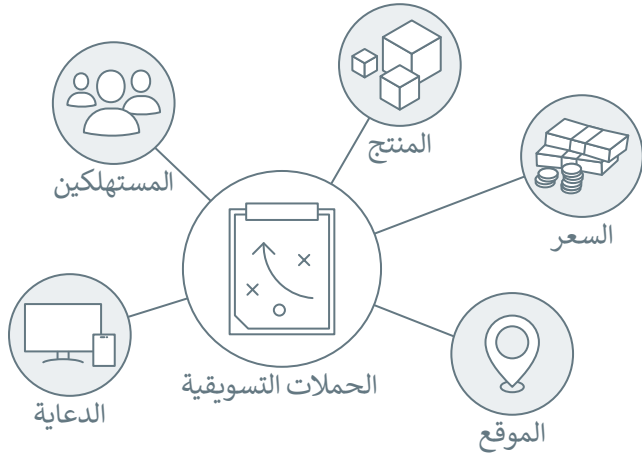 المنتج
المستهلكين
السعر
الحملات التسويقية
الدعاية
الموقع